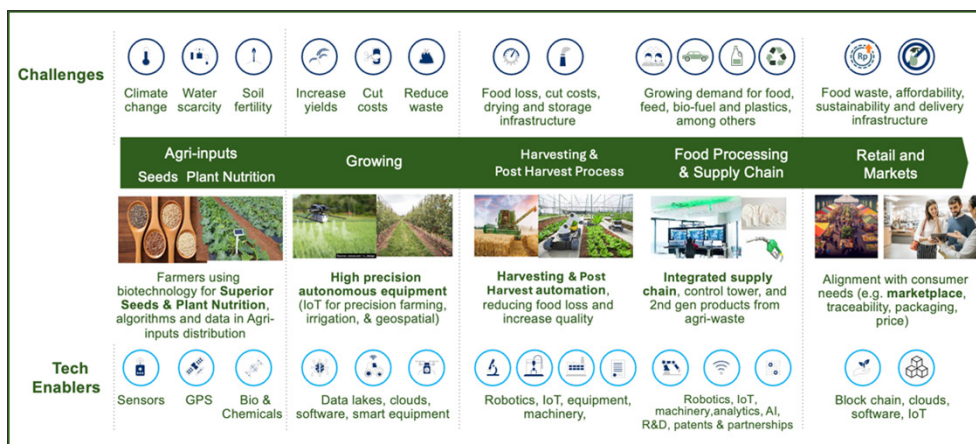 Challenges
Climate
change
Water
scarcity
Soil
fertility
Increase
yields
Cut
costs
Reduce
waste
Food loss, cut costs,
drying and storage
infrastructure
Growing demand for food,
feed, bio-fuel and plastics,
among others
Rp
Food waste, affordability,
sustainability and delivery
infrastructure
Agri-inputs
Seeds Plant Nutrition
Growing
Harvesting &
Post Harvest Process
Food Processing
& Supply Chain
Retail and
Markets
Farmers using
biotechnology for Superior
Seeds & Plant Nutrition,
algorithms and data in Agri-
inputs distribution
High precision
autonomous equipment
(IoT for precision farming,
irrigation, & geospatial)
Harvesting & Post
Harvest automation,
reducing food loss and
increase quality
Integrated supply
chain, control tower, and
2nd gen products from
agri-waste
Alignment with consumer
needs (e.g. marketplace,
traceability, packaging,
price)
Tech
Enablers
Sensors
GPS
Bio &
Chemicals
Data lakes, clouds,
software, smart equipment
Robotics, IoT, equipment,
machinery,
Robotics, IoT,
machinery,analytics, AI,
R&D, patents & partnerships
Block chain, clouds,
software, IoT